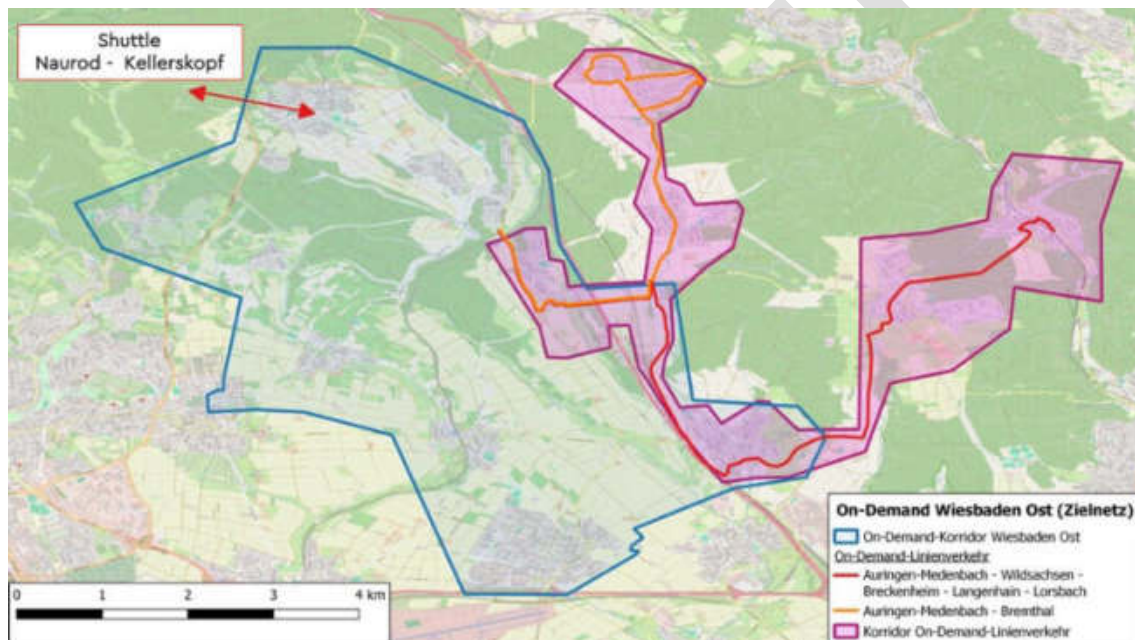 Shuttle
Naurod - Kellerskopf
On-Demand Wiesbaden Ost (Zielnetz)
On-Demand-Korridor Wiesbaden Ost
On-Demand-Linienverkehr
Auringen-Medenbach - Wildsachsen -
Breckenheim - Langenhain - Lorsbach
Auringen-Medenbach - Bremthal
Korridor On-Demand-Linienverkehr
0 1 2 3 4 km